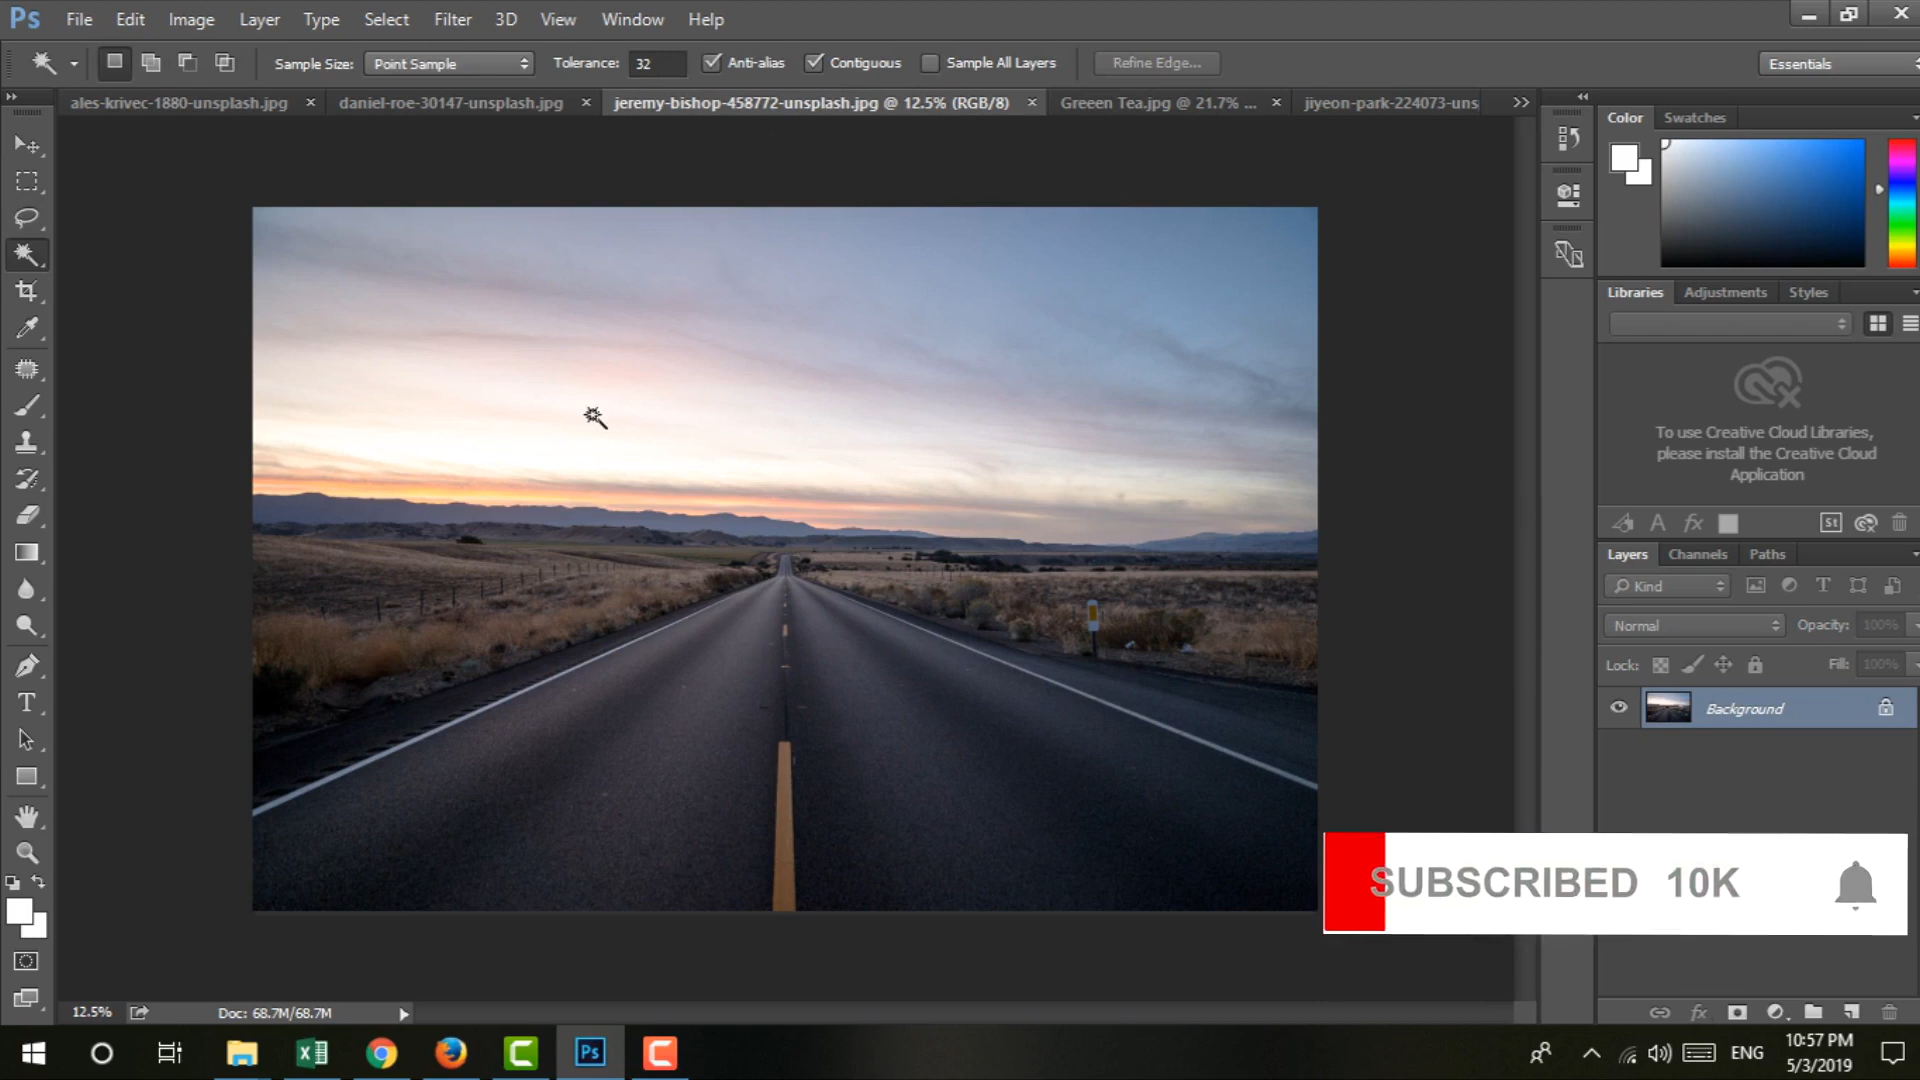 Ps File Edit Image Layer Type Select Filter 3D View Window Help
Sample Size: Point Sample Tolerance: 32 Anti-alias Contiguous Sample All Layers Refine Edge... Essentials
ales-krivec-1880-unsplash.jpg × daniel-roe-30147-unsplash.jpg × jeremy-bishop-458772-unsplash.jpg @ 12.5% (RGB/8) × Greeen Tea.jpg @ 21.7% ... × jiyeon-park-224073-uns
Color Swatches
Libraries Adjustments Styles
To use Creative Cloud Libraries,
please install the Creative Cloud
Application
St
Layers Channels Paths
Kind
Normal Opacity: 100%
Lock: Fill: 100%
Background
SUBSCRIBED 10K
12.5% Doc: 68.7M/68.7M
Ps ENG 10:57 PM
5/3/2019